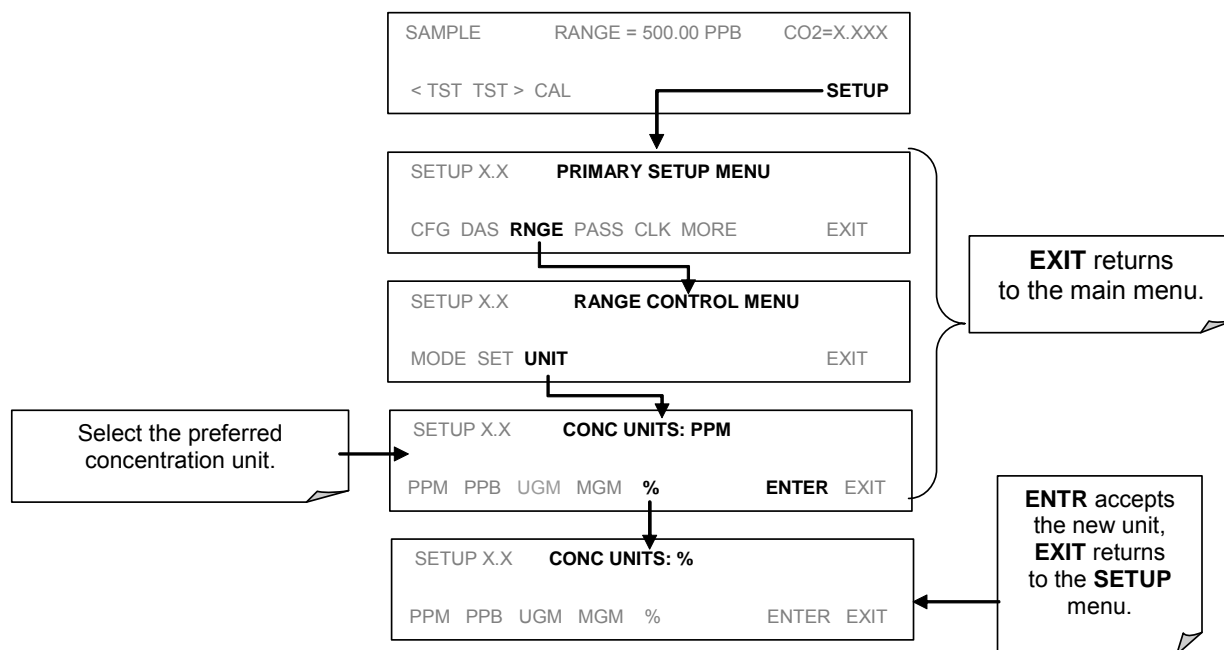 SAMPLE RANGE = 500.00 PPB CO2=X.XXX
< TST TST > CAL SETUP
SETUP X.X PRIMARY SETUP MENU
CFG DAS RNGE PASS CLK MORE EXIT
EXIT returns
to the main menu.
SETUP X.X RANGE CONTROL MENU
MODE SET UNIT EXIT
Select the preferred
concentration unit.
SETUP X.X CONC UNITS: PPM
PPM PPB UGM MGM % ENTER EXIT
ENTR accepts
the new unit,
EXIT returns
to the SETUP
menu.
SETUP X.X CONC UNITS: %
PPM PPB UGM MGM % ENTER EXIT